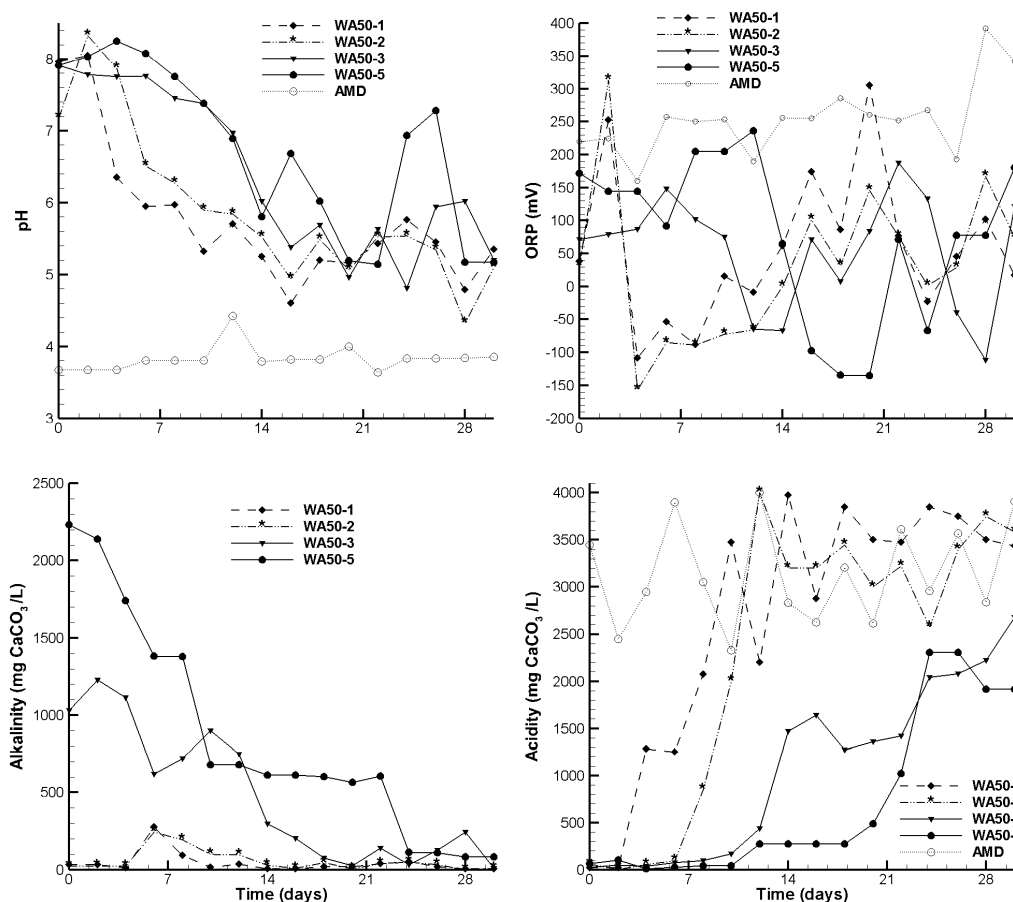 WA50-1
WA50-2
WA50-3
WA50-5
AMD
pH
8
7
6
5
4
3
0
7
14
21
28
WA50-1
WA50-2
WA50-3
WA50-5
AMD
ORP (mV)
400
350
300
250
200
150
100
50
0
-50
-100
-150
-200
0
7
14
21
28
WA50-1
WA50-2
WA50-3
WA50-5
Alkalinity (mg CaCO3 /L)
2500
2000
1500
1000
500
0
0
7
14
21
28
Time (days)
Acidity (mg CaCO3 /L)
4000
3500
3000
2500
2000
1500
1000
500
0
WA50-
WA50-
WA50-
WA50-
AMD
0
7
14
21
28
Time (days)